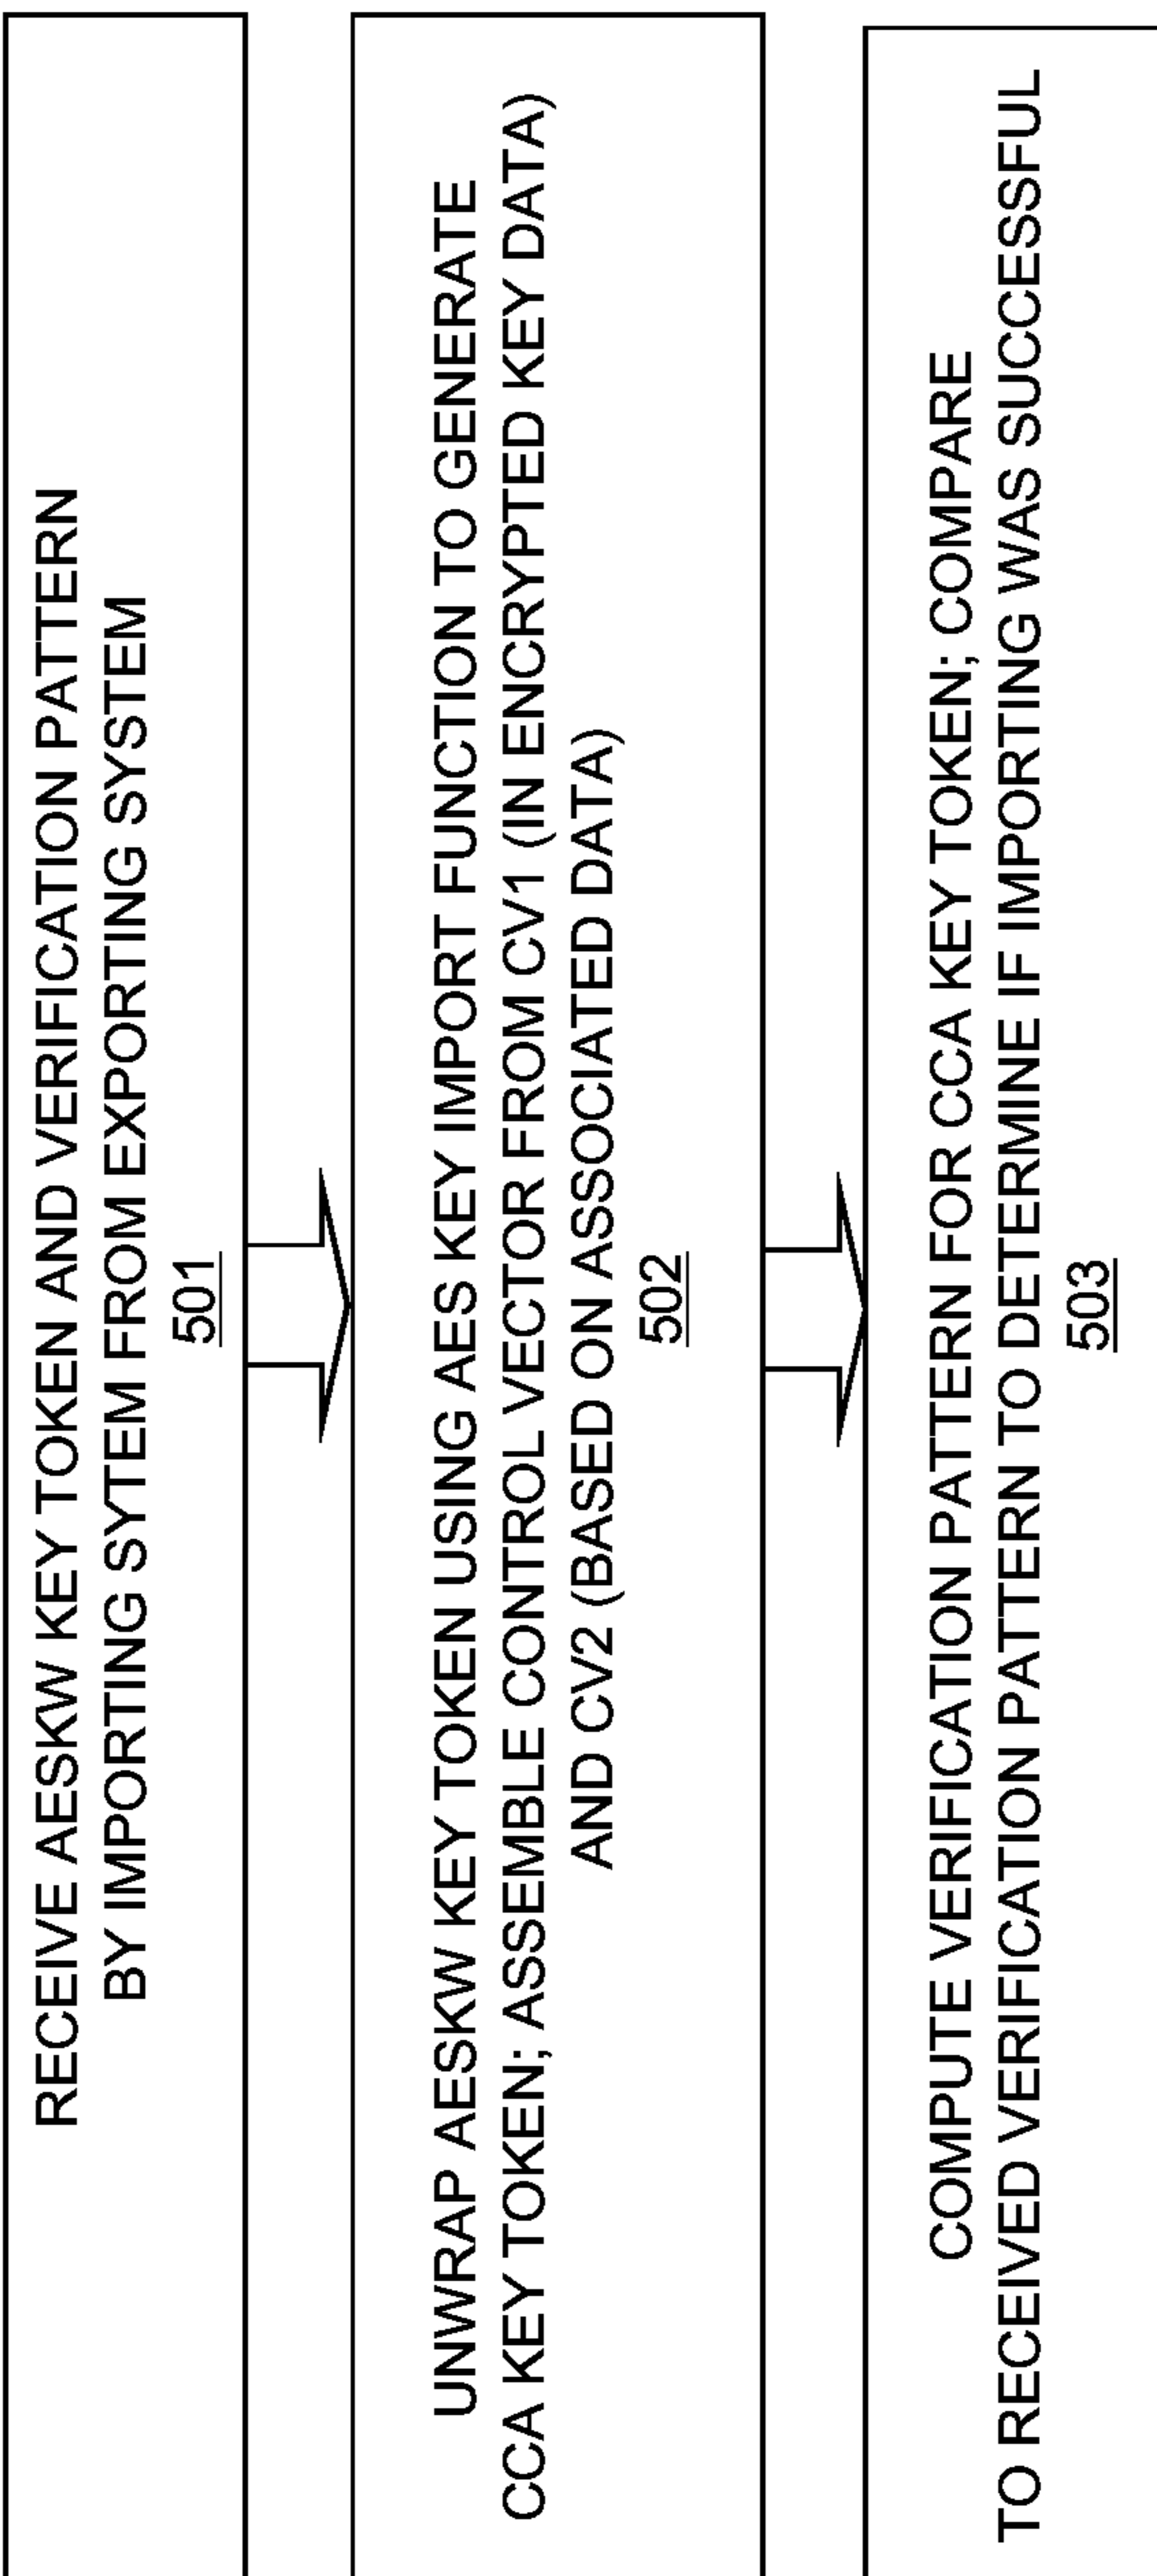 RECEIVE AESKW KEY TOKEN AND VERIFICATION PATTERN
BY IMPORTING SYTEM FROM EXPORTING SYSTEM
501
UNWRAP AESKW KEY TOKEN USING AES KEY IMPORT FUNCTION TO GENERATE
CCA KEY TOKEN; ASSEMBLE CONTROL VECTOR FROM CV1 (IN ENCRYPTED KEY DATA)
AND CV2 (BASED ON ASSOCIATED DATA)
502
COMPUTE VERIFICATION PATTERN FOR CCA KEY TOKEN; COMPARE
TO RECEIVED VERIFICATION PATTERN TO DETERMINE IF IMPORTING WAS SUCCESSFUL
503